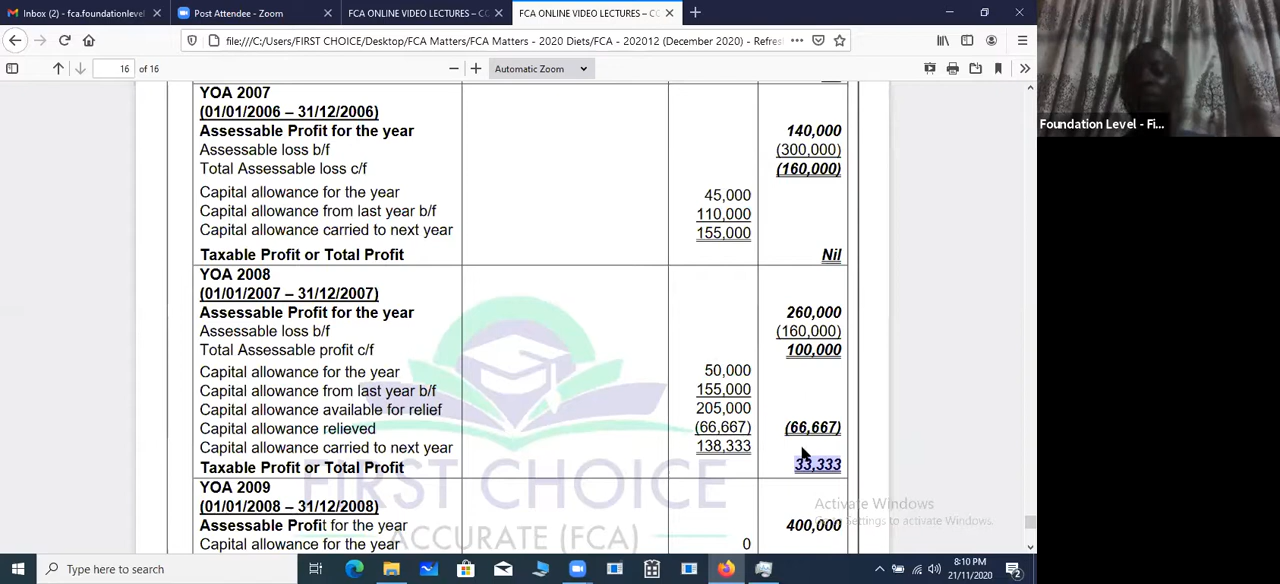 Inbox (2) - fca.foundationlevel
Post Attendee - Zoom
FCA ONLINE VIDEO LECTURES – FC
FCA ONLINE VIDEO LECTURES – FC
file:///C:/Users/FIRST CHOICE/Desktop/FCA Matters/FCA Matters - 2020 Diets/FCA - 202012 (December 2020) - Refres
16 of 16
Automatic Zoom
Foundation Level - Fi...
YOA 2007
(01/01/2006 – 31/12/2006)
Assessable Profit for the year 140,000
Assessable loss b/f (300,000)
Total Assessable loss c/f (160,000)
Capital allowance for the year 45,000
Capital allowance from last year b/f 110,000
Capital allowance carried to next year 155,000
Taxable Profit or Total Profit Nil
YOA 2008
(01/01/2007 – 31/12/2007)
Assessable Profit for the year 260,000
Assessable loss b/f (160,000)
Total Assessable profit c/f 100,000
Capital allowance for the year 50,000
Capital allowance from last year b/f 155,000
Capital allowance available for relief 205,000
Capital allowance relieved (66,667) (66,667)
Capital allowance carried to next year 138,333
Taxable Profit or Total Profit 33,333
YOA 2009
(01/01/2008 – 31/12/2008)
Assessable Profit for the year 400,000
Capital allowance for the year 0
FIRST CHOICE
ACCURATE (FCA)
Activate Windows
Settings to activate Windows.
Type here to search
8:10 PM
21/11/2020
2